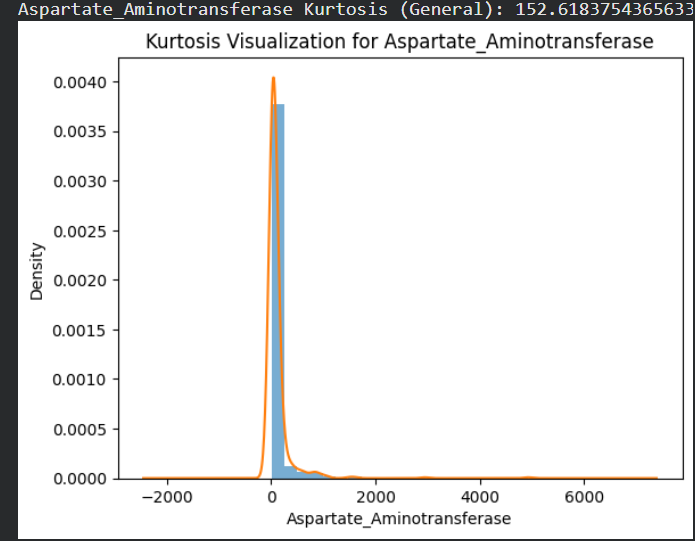 Aspartate_Aminotransferase Kurtosis (General): 152.6183754365633
Kurtosis Visualization for Aspartate_Aminotransferase
0.0040
0.0035
0.0030
0.0025
0.0020
0.0015
0.0010
0.0005
0.0000
Density
−2000 0 2000 4000 6000
Aspartate_Aminotransferase